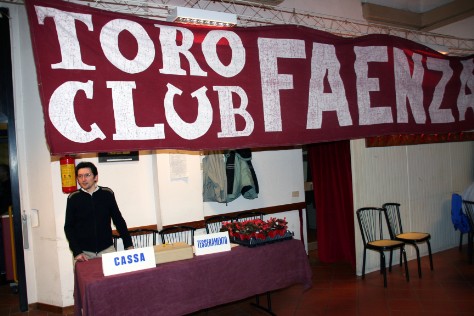 TORO
CLUB
FAENZA
CASSA
TESSERAMENTO